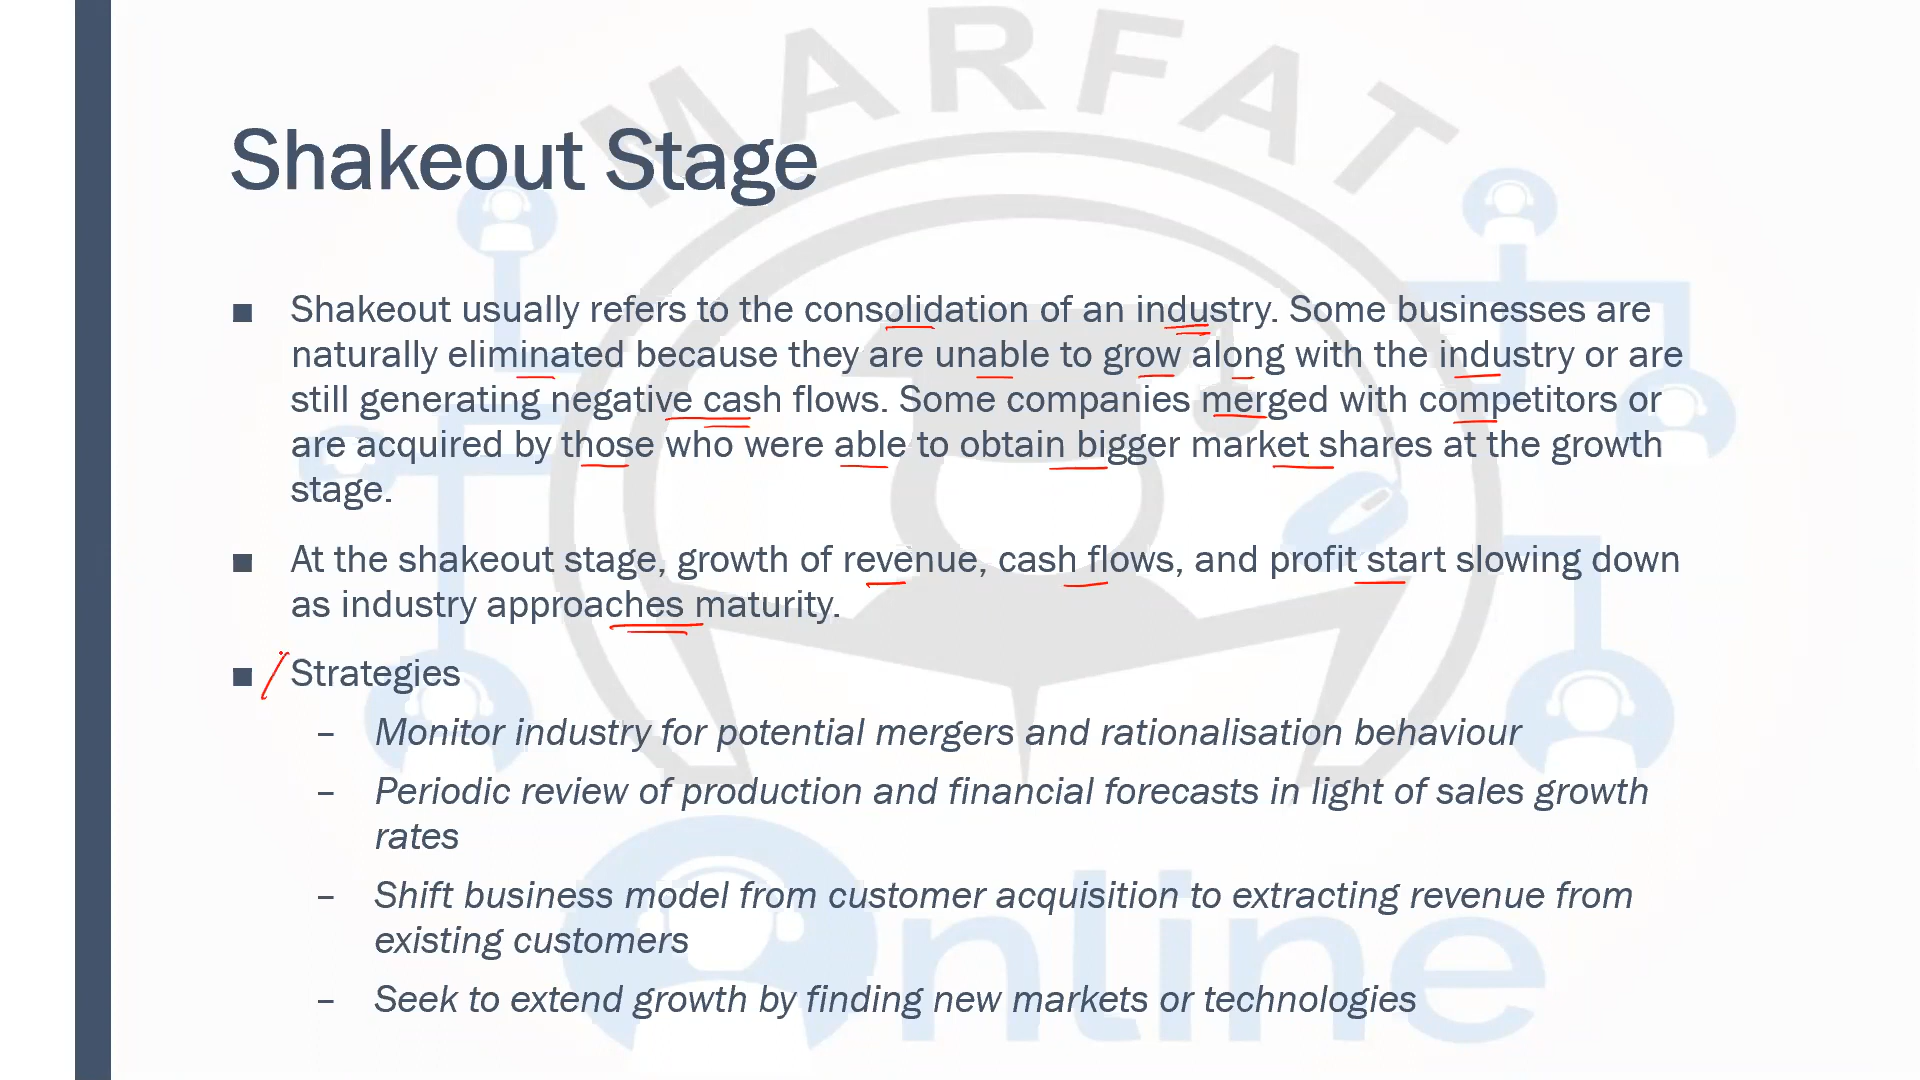 MARFAT
Shakeout Stage
■ Shakeout usually refers to the consolidation of an industry. Some businesses are
naturally eliminated because they are unable to grow along with the industry or are
still generating negative cash flows. Some companies merged with competitors or
are acquired by those who were able to obtain bigger market shares at the growth
stage.
■ At the shakeout stage, growth of revenue, cash flows, and profit start slowing down
as industry approaches maturity.
■ Strategies
– Monitor industry for potential mergers and rationalisation behaviour
– Periodic review of production and financial forecasts in light of sales growth
rates
– Shift business model from customer acquisition to extracting revenue from
existing customers
– Seek to extend growth by finding new markets or technologies
Online